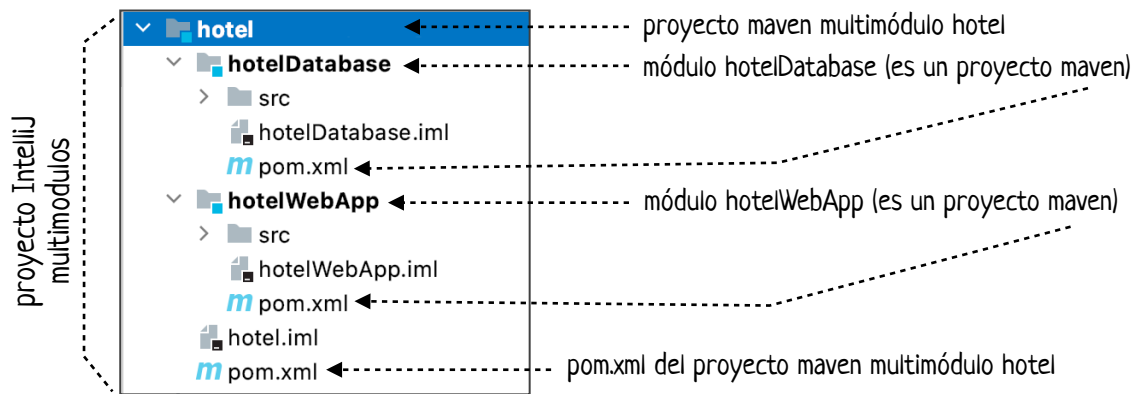 hotel
proyecto maven multimódulo hotel
hotelDatabase
módulo hotelDatabase (es un proyecto maven)
src
hotelDatabase.iml
m pom.xml
hotelWebApp
módulo hotelWebApp (es un proyecto maven)
src
hotelWebApp.iml
m pom.xml
hotel.iml
m pom.xml
pom.xml del proyecto maven multimódulo hotel
proyecto IntelliJ
multimodulos